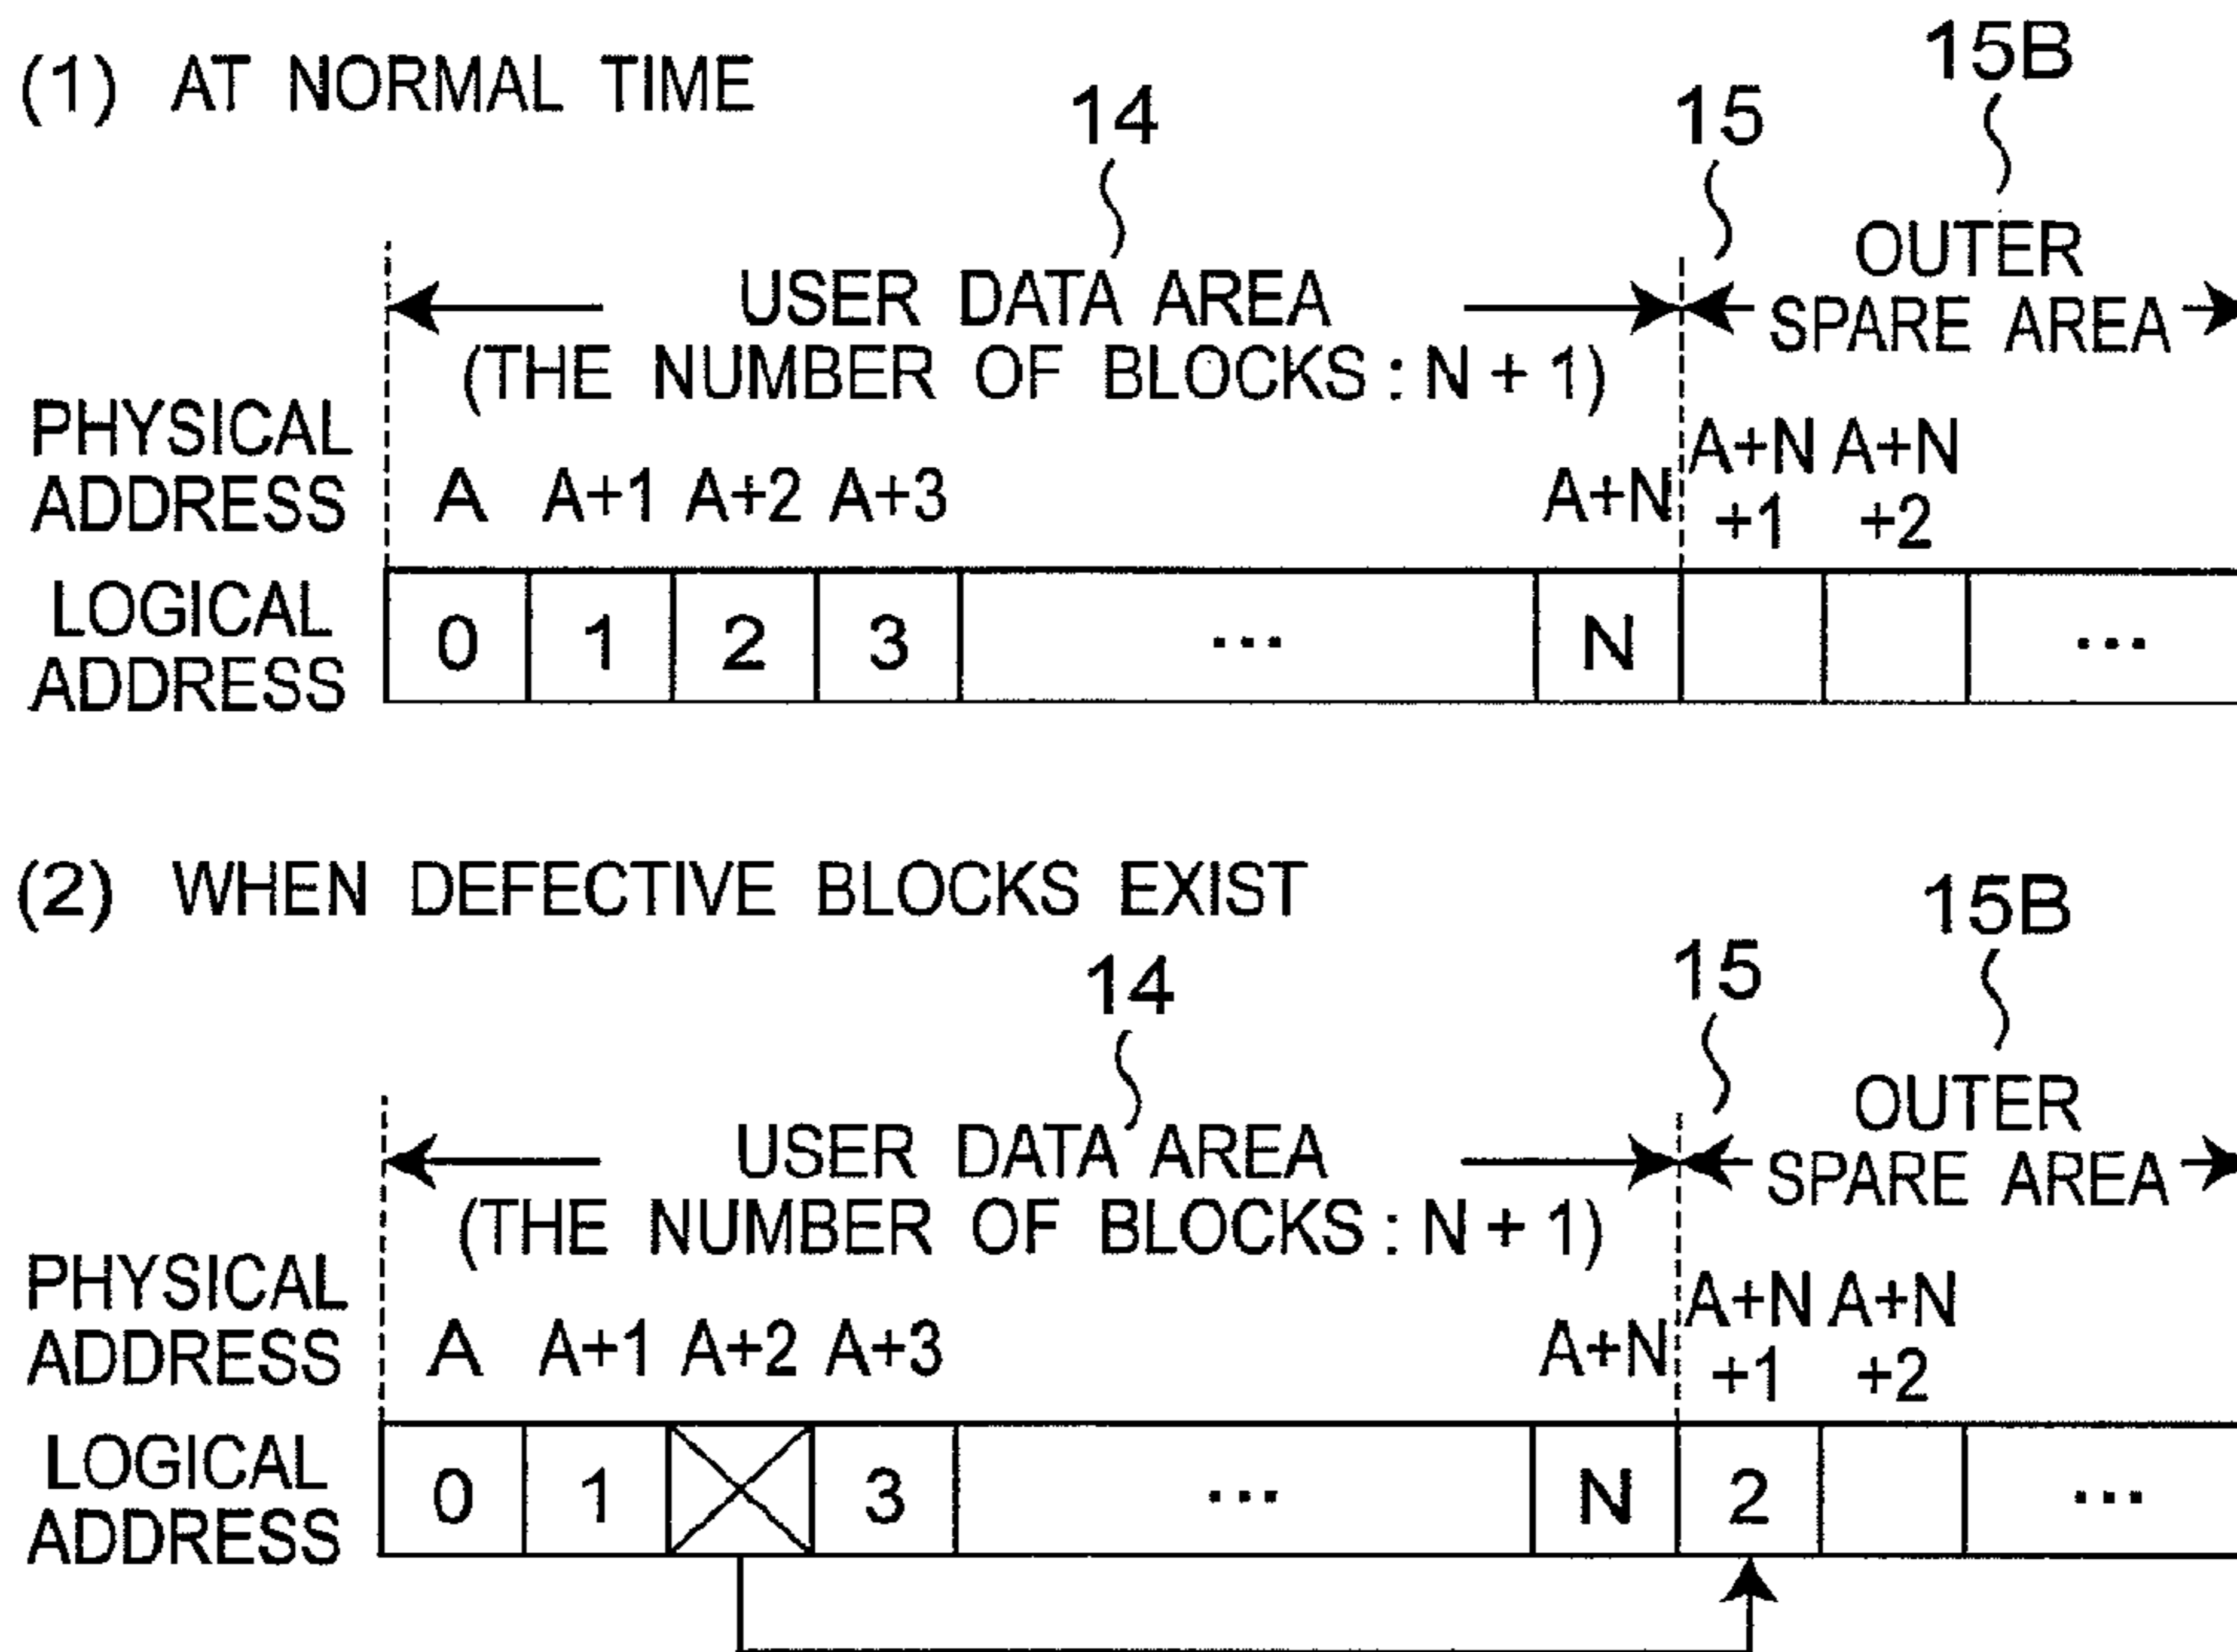 (1) AT NORMAL TIME
14
15
15B
USER DATA AREA
(THE NUMBER OF BLOCKS : N + 1)
OUTER
SPARE AREA
PHYSICAL
ADDRESS
A A+1 A+2 A+3 A+N A+N +1 A+N +2
LOGICAL
ADDRESS
0 1 2 3 ... N ...
(2) WHEN DEFECTIVE BLOCKS EXIST
14
15
15B
USER DATA AREA
(THE NUMBER OF BLOCKS : N + 1)
OUTER
SPARE AREA
PHYSICAL
ADDRESS
A A+1 A+2 A+3 A+N A+N +1 A+N +2
LOGICAL
ADDRESS
0 1 3 ... N 2 ...